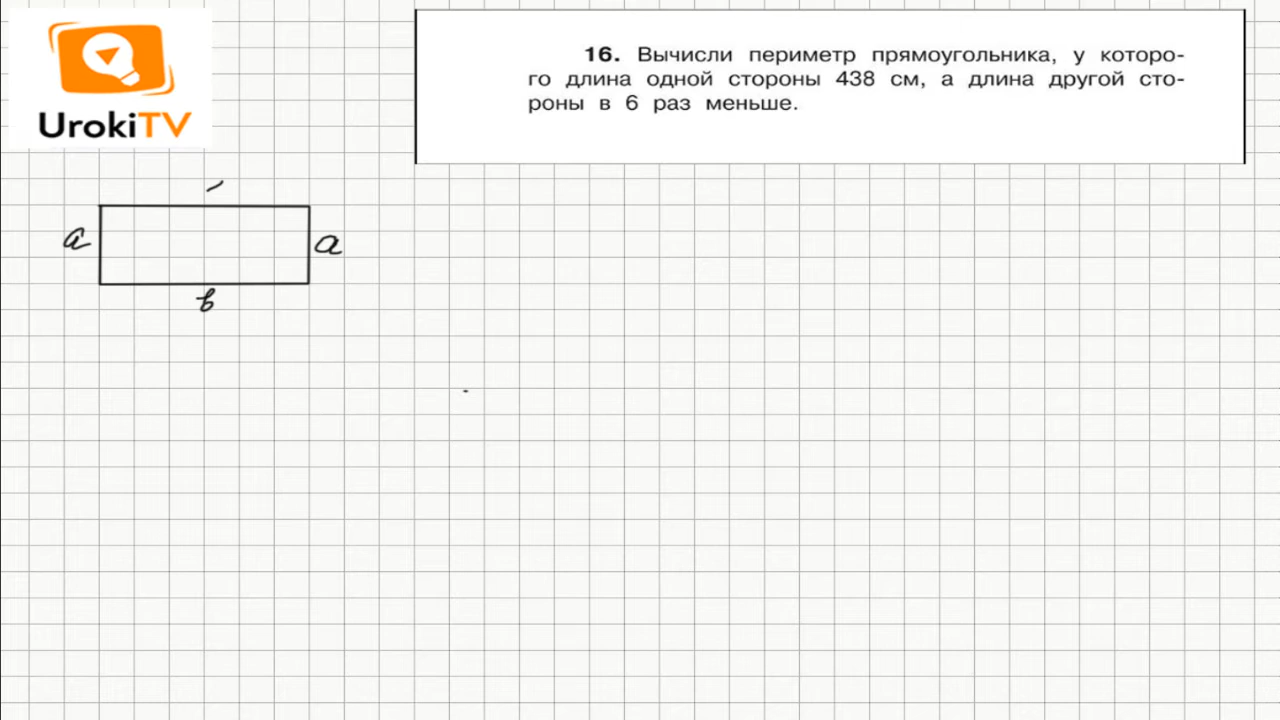 UrokiTV
16. Вычисли периметр прямоугольника, у которо-
го длина одной стороны 438 см, а длина другой сто-
роны в 6 раз меньше.
a
a
в